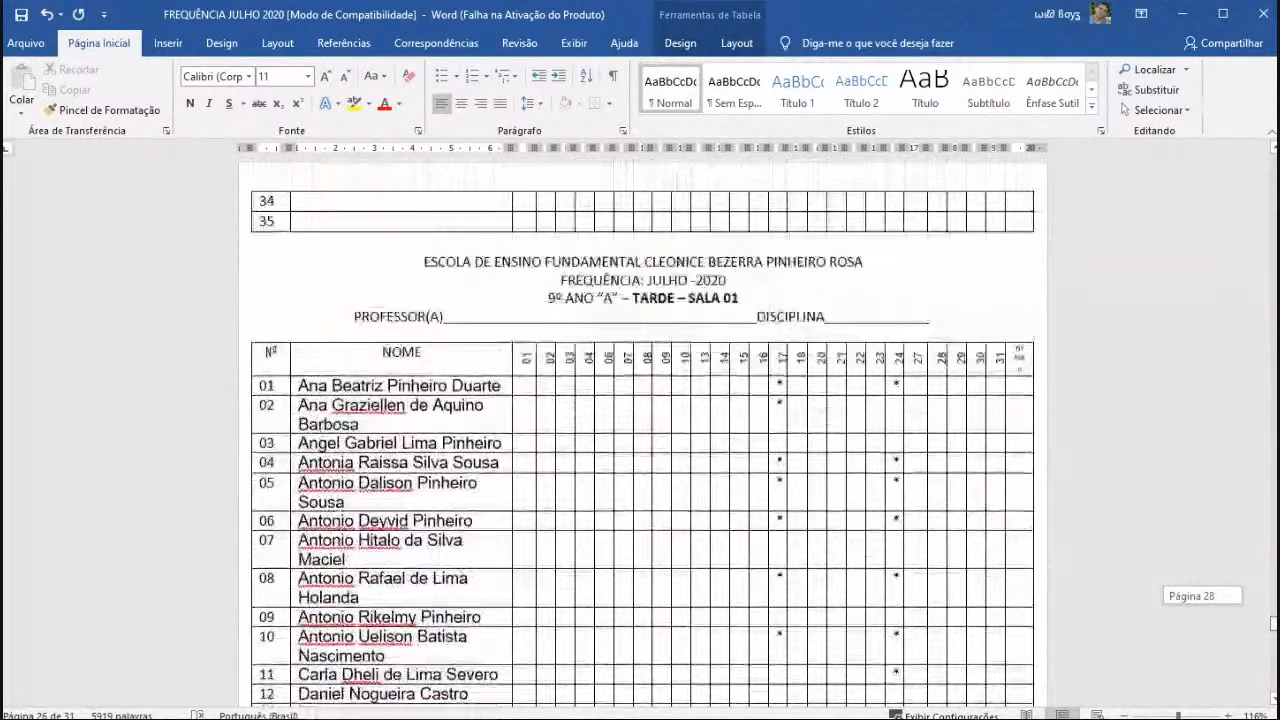 FREQUÊNCIA JULHO 2020 [Modo de Compatibilidade] - Word (Falha na Ativação do Produto)
Ferramentas de Tabela
Arquivo Página Inicial Inserir Design Layout Referências Correspondências Revisão Exibir Ajuda Design Layout Diga-me o que você deseja fazer Compartilhar
Recortar
Copiar
Pincel de Formatação
Colar
Área de Transferência
Calibri (Corp 11
N I S abc x₂ x²
Fonte
Parágrafo
AaBbCcDc AaBbCcDc AaBbCc AaBbCcE AaB AaBbCcD AaBbCcDc
¶ Normal ¶ Sem Esp... Título 1 Título 2 Título Subtítulo Ênfase Sutil
Estilos
Localizar
Substituir
Selecionar
Editando
34
35
ESCOLA DE ENSINO FUNDAMENTAL CLEONICE BEZERRA PINHEIRO ROSA
FREQUÊNCIA: JULHO -2020
9º ANO “A” – TARDE – SALA 01
PROFESSOR(A)_______________DISCIPLINA_______________
Nº NOME 01 02 03 04 06 07 08 09 10 13 14 15 16 17 18 20 21 22 23 24 27 28 29 30 31
01 Ana Beatriz Pinheiro Duarte * *
02 Ana Graziellen de Aquino *
Barbosa
03 Angel Gabriel Lima Pinheiro
04 Antonia Raissa Silva Sousa * *
05 Antonio Dalison Pinheiro * *
Sousa
06 Antonio Deyvid Pinheiro * *
07 Antonio Hitalo da Silva
Maciel
08 Antonio Rafael de Lima * *
Holanda
09 Antonio Rikelmy Pinheiro
10 Antonio Uelison Batista * *
Nascimento
11 Carla Dheli de Lima Severo *
12 Daniel Nogueira Castro
Página 28
Página 26 de 31 5919 palavras Português (Brasil) Exibir Configurações 116%